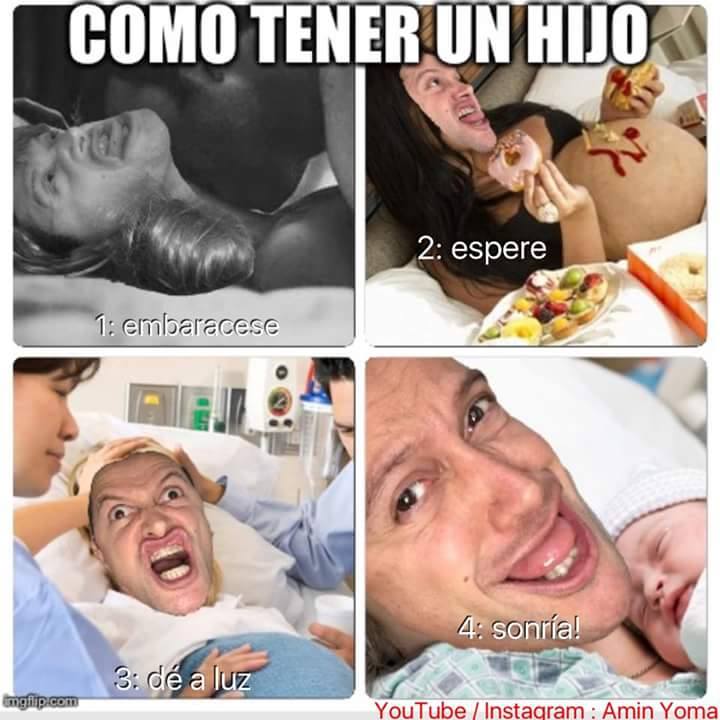 COMO TENER UN HIJO
1: embaracese
2: espere
3: dé a luz
4: sonría!
imgflip.com
YouTube / Instagram : Amin Yoma